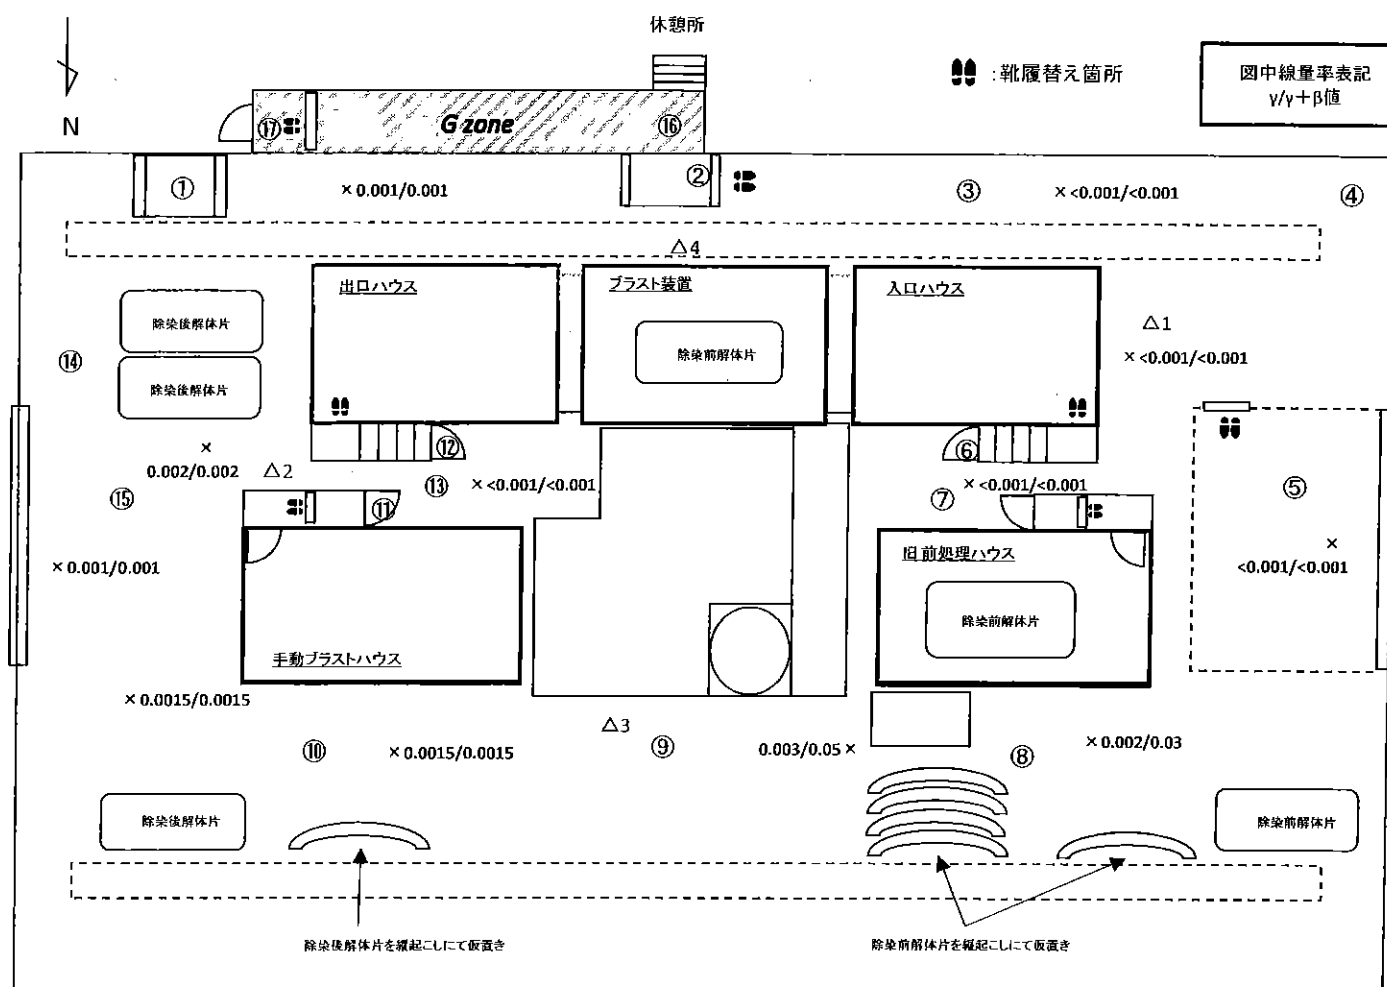 休憩所
:靴履替え箇所
図中線量率表記
γ/γ+β値
N
⑰
G zone
⑯
①
×0.001/0.001
②
③
×<0.001/<0.001
④
△4
出口ハウス
ブラスト装置
入口ハウス
除染後解体片
除染前解体片
△1
×<0.001/<0.001
⑭
除染後解体片
⑫
⑥
×
0.002/0.002
△2
⑬
×<0.001/<0.001
×<0.001/<0.001
⑤
⑮
⑪
⑦
×
<0.001/<0.001
×0.001/0.001
旧前処理ハウス
除染前解体片
手動ブラストハウス
×0.0015/0.0015
△3
⑩
×0.0015/0.0015
⑨
0.003/0.05×
⑧
×0.002/0.03
除染後解体片
除染前解体片
除染後解体片を縦起こしにて仮置き
除染前解体片を縦起こしにて仮置き